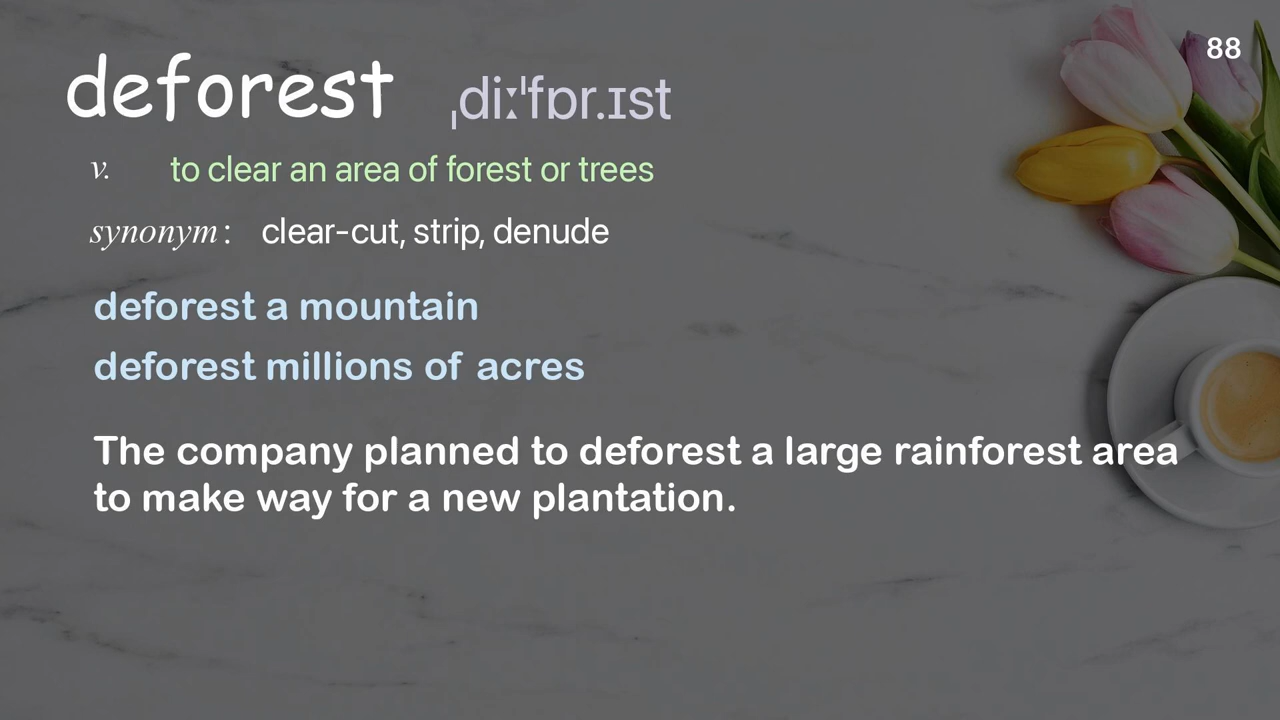 88
deforest ˌdiːˈfɒr.ɪst
v. to clear an area of forest or trees
synonym : clear-cut, strip, denude
deforest a mountain
deforest millions of acres
The company planned to deforest a large rainforest area
to make way for a new plantation.